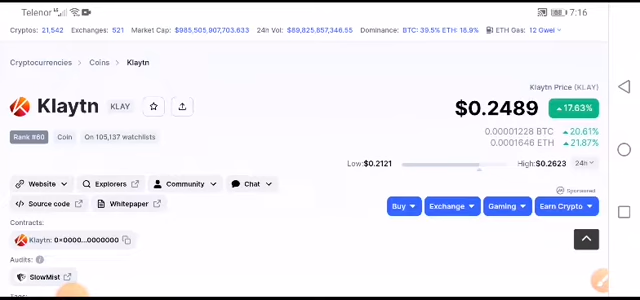 Telenor 7:16
Cryptos: 21,542 Exchanges: 521 Market Cap: $985,505,907,703,633 24h Vol: $89,825,857,346.55 Dominance: BTC: 39.5% ETH: 18.9% ETH Gas: 12 Gwei
Cryptocurrencies > Coins > Klaytn
Klaytn Price (KLAY)
Klaytn KLAY $0.2489 17.63%
Rank #60 Coin On 105,137 watchlists 0.00001228 BTC 20.61%
0.0001646 ETH 21.87%
Low:$0.2121 High:$0.2623 24h
Website Explorers Community Chat
Sponsored
Source code Whitepaper
Buy Exchange Gaming Earn Crypto
Contracts:
Klaytn: 0x0000...0000000
Audits:
SlowMist